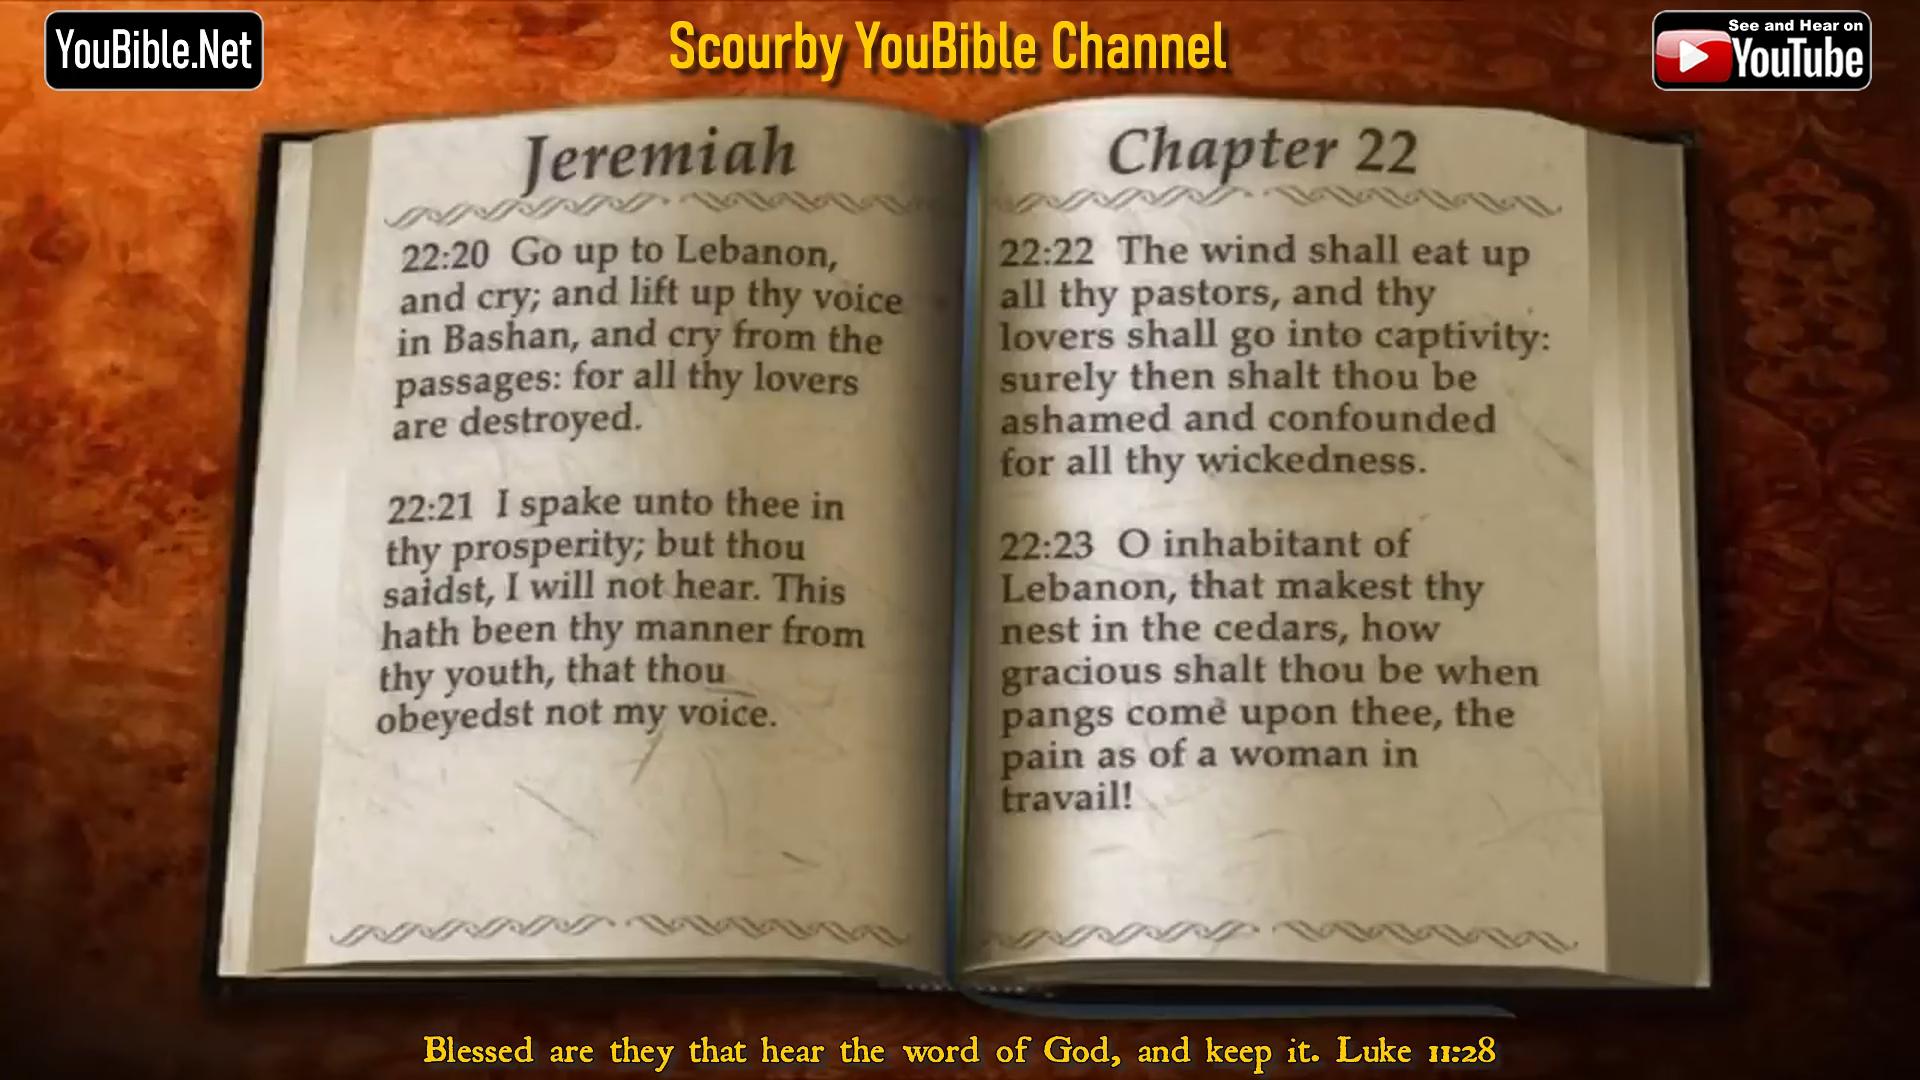 YouBible.Net
Scourby YouBible Channel
See and Hear on
YouTube
Jeremiah
22:20 Go up to Lebanon,
and cry; and lift up thy voice
in Bashan, and cry from the
passages: for all thy lovers
are destroyed.
22:21 I spake unto thee in
thy prosperity; but thou
saidst, I will not hear. This
hath been thy manner from
thy youth, that thou
obeyedst not my voice.
Chapter 22
22:22 The wind shall eat up
all thy pastors, and thy
lovers shall go into captivity:
surely then shalt thou be
ashamed and confounded
for all thy wickedness.
22:23 O inhabitant of
Lebanon, that makest thy
nest in the cedars, how
gracious shalt thou be when
pangs come upon thee, the
pain as of a woman in
travail!
Blessed are they that hear the word of God, and keep it. Luke 11:28